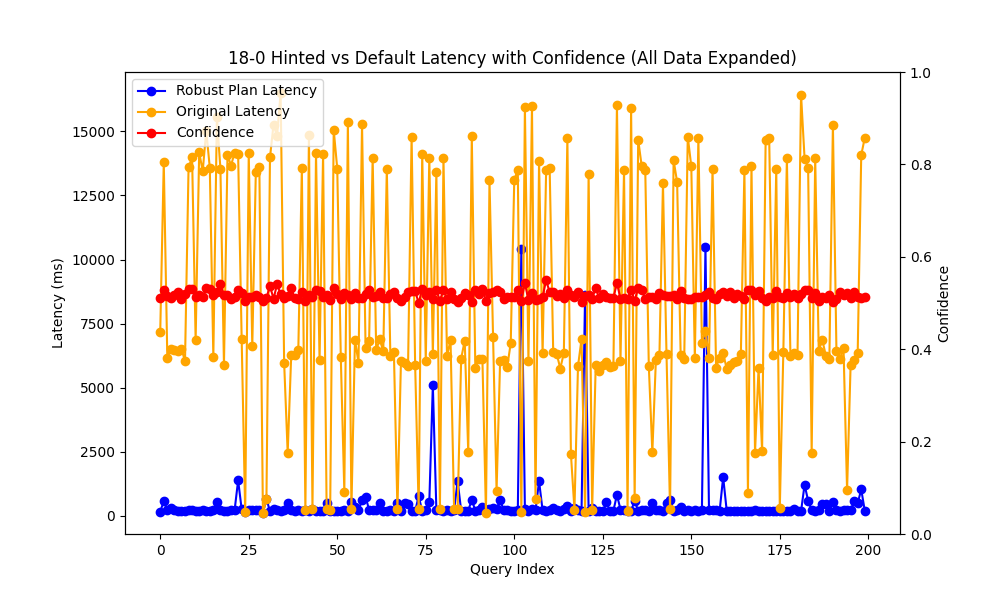 18-0 Hinted vs Default Latency with Confidence (All Data Expanded)
Robust Plan Latency
Original Latency
Confidence
Latency (ms)
15000
12500
10000
7500
5000
2500
0
1.0
0.8
0.6
0.4
0.2
0.0
Confidence
0 25 50 75 100 125 150 175 200
Query Index